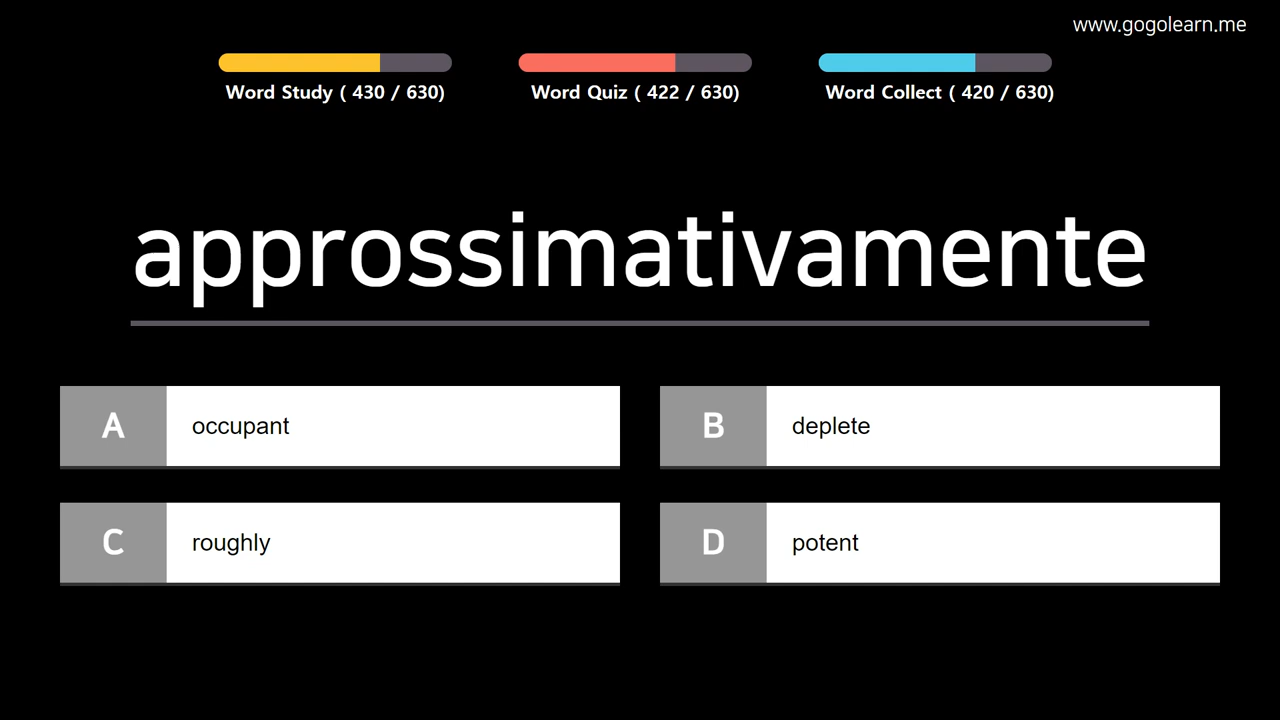 www.gogolearn.me
Word Study ( 430 / 630)
Word Quiz ( 422 / 630)
Word Collect ( 420 / 630)
approssimativamente
A occupant
B deplete
C roughly
D potent